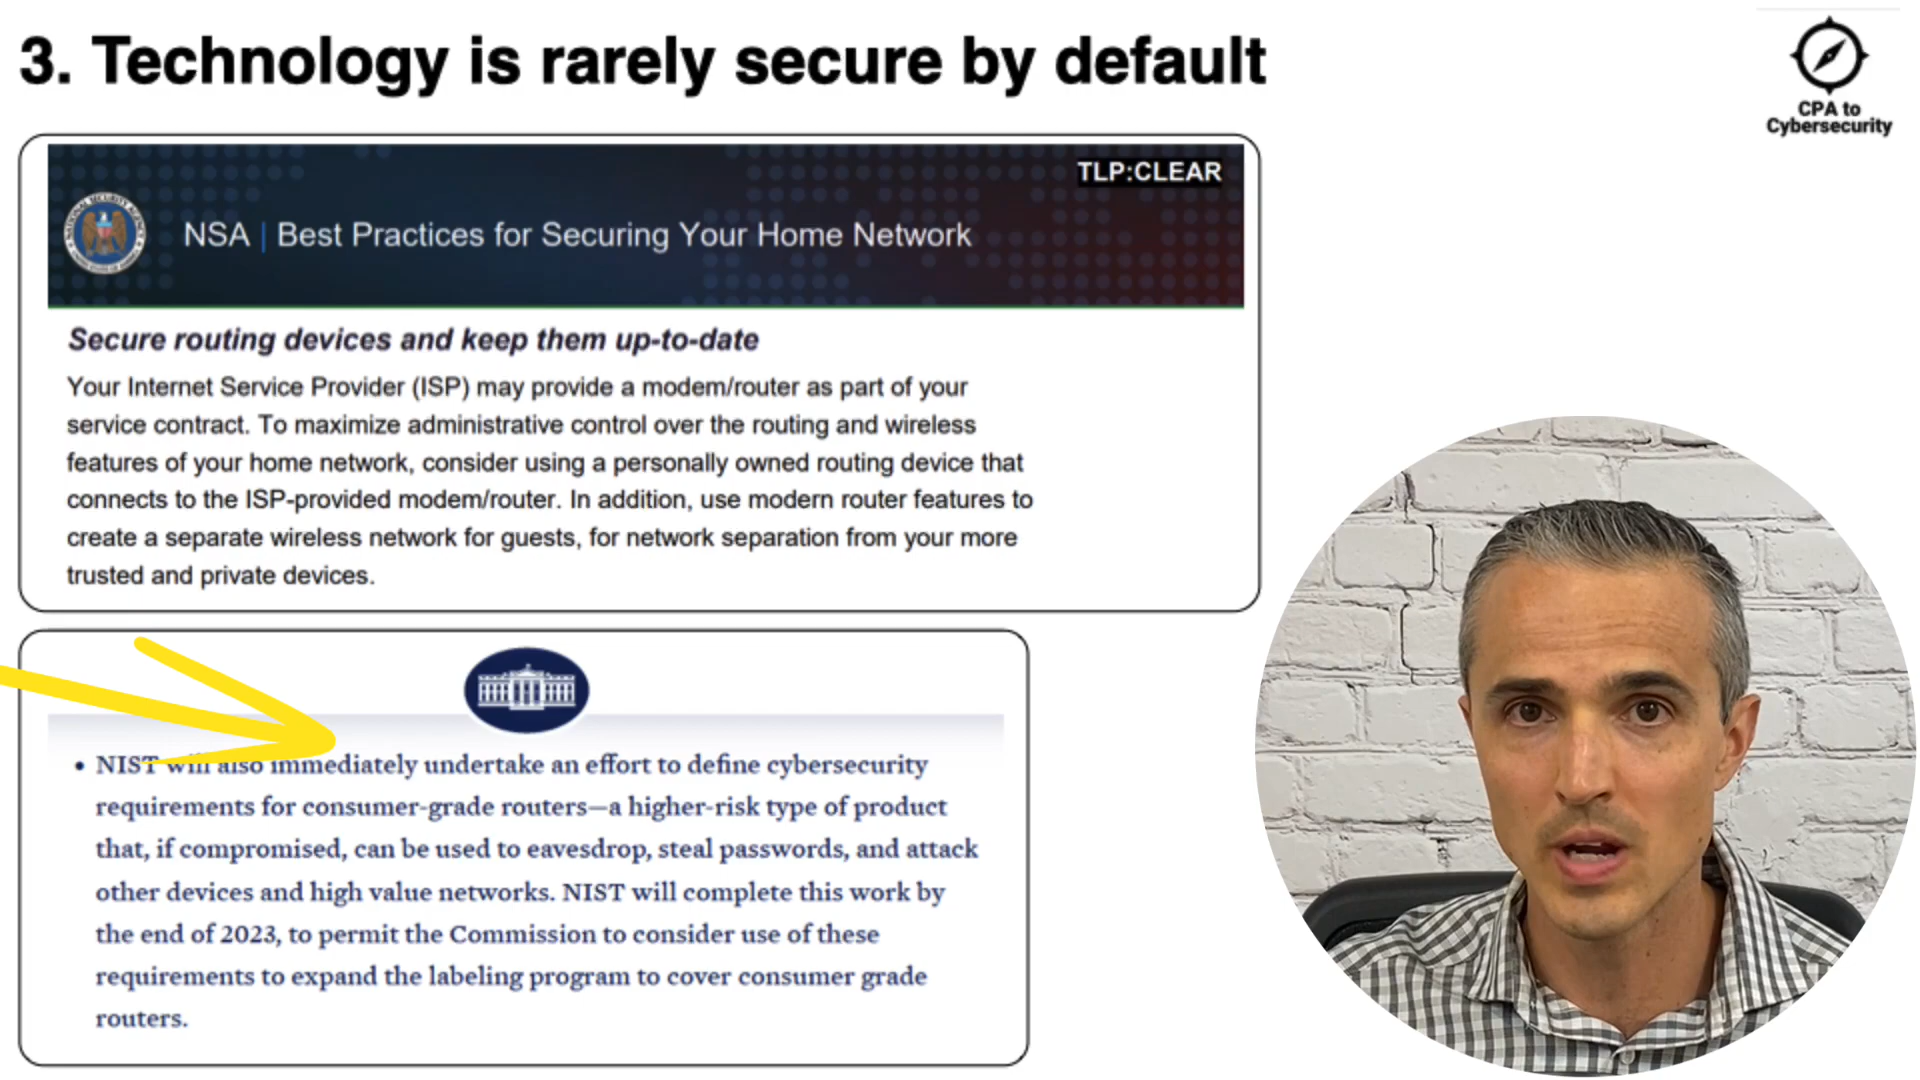 3. Technology is rarely secure by default
CPA to
Cybersecurity
TLP:CLEAR
NSA | Best Practices for Securing Your Home Network
Secure routing devices and keep them up-to-date
Your Internet Service Provider (ISP) may provide a modem/router as part of your
service contract. To maximize administrative control over the routing and wireless
features of your home network, consider using a personally owned routing device that
connects to the ISP-provided modem/router. In addition, use modern router features to
create a separate wireless network for guests, for network separation from your more
trusted and private devices.
• NIST will also immediately undertake an effort to define cybersecurity
requirements for consumer-grade routers—a higher-risk type of product
that, if compromised, can be used to eavesdrop, steal passwords, and attack
other devices and high value networks. NIST will complete this work by
the end of 2023, to permit the Commission to consider use of these
requirements to expand the labeling program to cover consumer grade
routers.